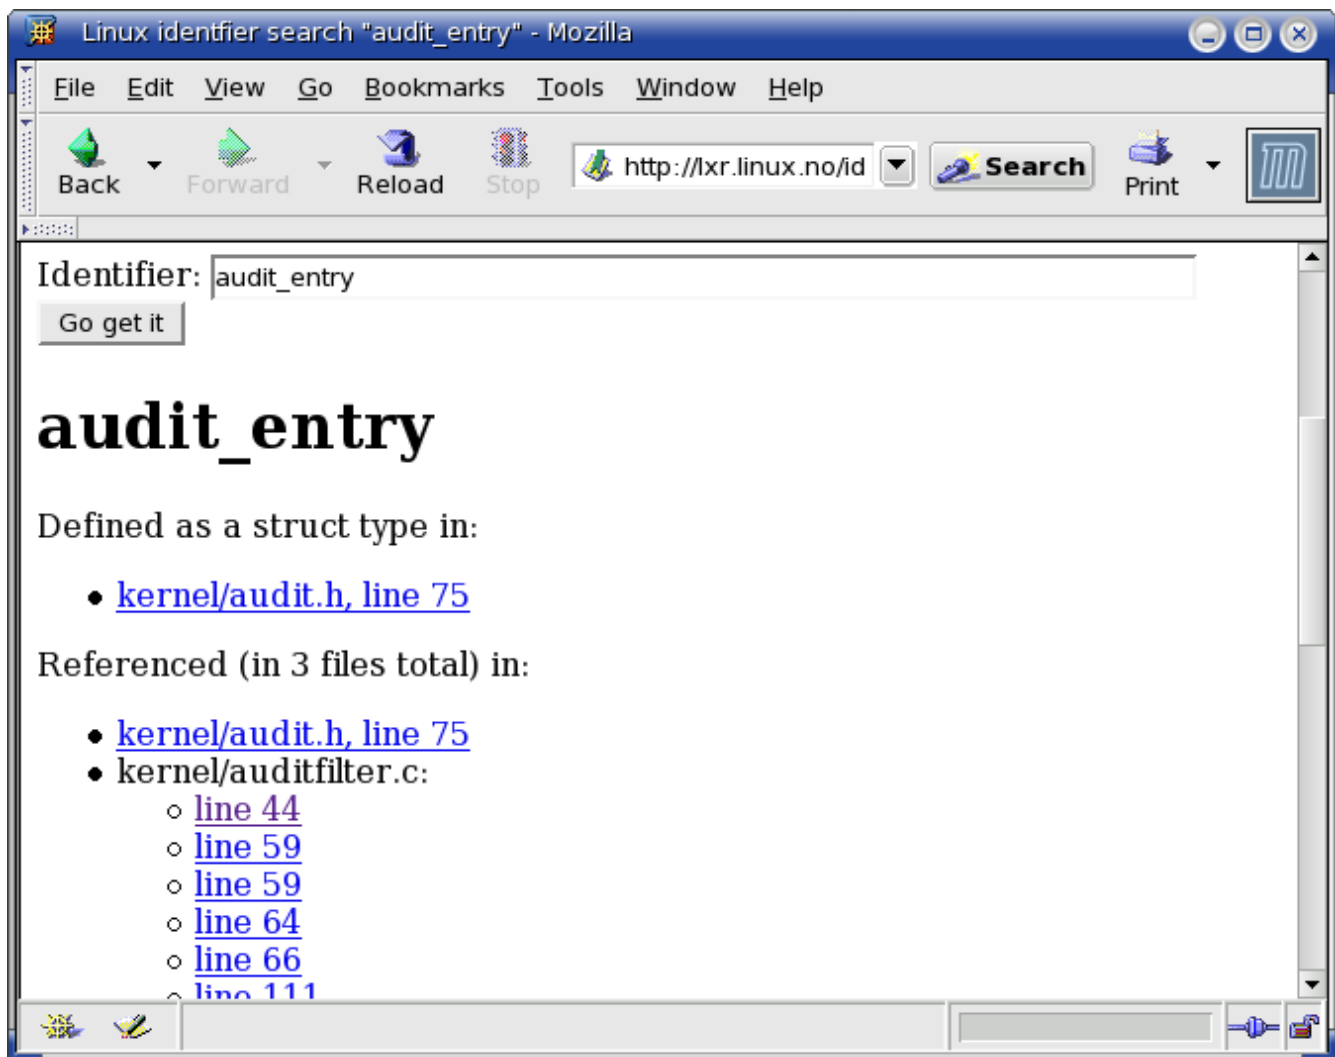 Linux identfier search "audit_entry" - Mozilla
File Edit View Go Bookmarks Tools Window Help
Back Forward Reload Stop http://lxr.linux.no/id Search Print
Identifier: audit_entry
Go get it
audit_entry
Defined as a struct type in:
kernel/audit.h, line 75
Referenced (in 3 files total) in:
kernel/audit.h, line 75
kernel/auditfilter.c:
line 44
line 59
line 59
line 64
line 66
line 111